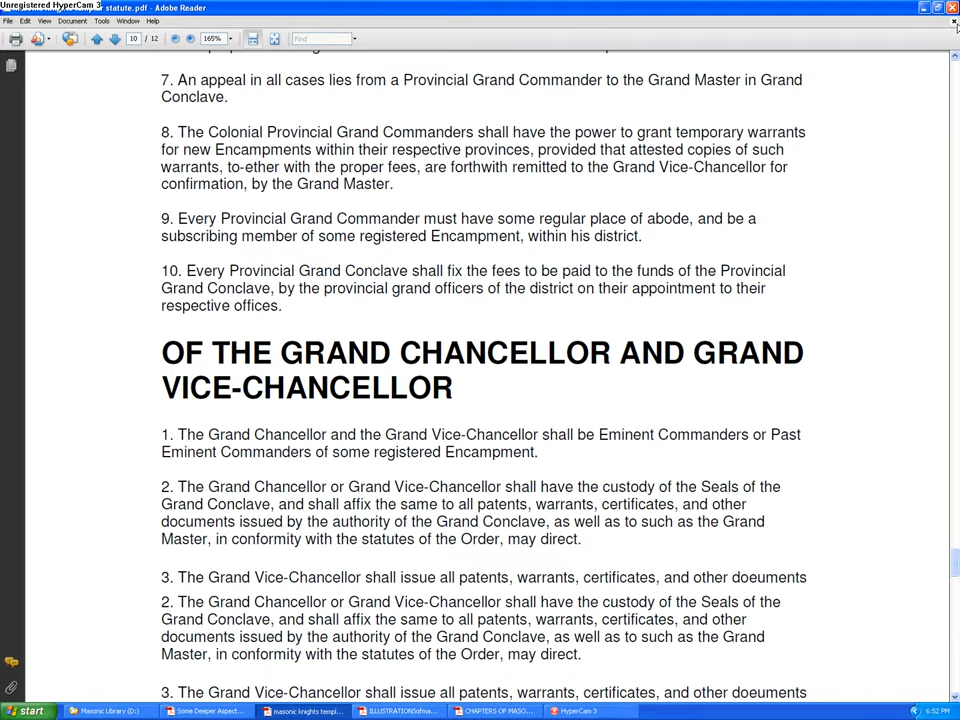 Unregistered HyperCam 3
statute.pdf - Adobe Reader
File Edit View Document Tools Window Help
10 / 12 165% Find
7. An appeal in all cases lies from a Provincial Grand Commander to the Grand Master in Grand
Conclave.
8. The Colonial Provincial Grand Commanders shall have the power to grant temporary warrants
for new Encampments within their respective provinces, provided that attested copies of such
warrants, to-ether with the proper fees, are forthwith remitted to the Grand Vice-Chancellor for
confirmation, by the Grand Master.
9. Every Provincial Grand Commander must have some regular place of abode, and be a
subscribing member of some registered Encampment, within his district.
10. Every Provincial Grand Conclave shall fix the fees to be paid to the funds of the Provincial
Grand Conclave, by the provincial grand officers of the district on their appointment to their
respective offices.
OF THE GRAND CHANCELLOR AND GRAND
VICE-CHANCELLOR
1. The Grand Chancellor and the Grand Vice-Chancellor shall be Eminent Commanders or Past
Eminent Commanders of some registered Encampment.
2. The Grand Chancellor or Grand Vice-Chancellor shall have the custody of the Seals of the
Grand Conclave, and shall affix the same to all patents, warrants, certificates, and other
documents issued by the authority of the Grand Conclave, as well as to such as the Grand
Master, in conformity with the statutes of the Order, may direct.
3. The Grand Vice-Chancellor shall issue all patents, warrants, certificates, and other doeuments
2. The Grand Chancellor or Grand Vice-Chancellor shall have the custody of the Seals of the
Grand Conclave, and shall affix the same to all patents, warrants, certificates, and other
documents issued by the authority of the Grand Conclave, as well as to such as the Grand
Master, in conformity with the statutes of the Order, may direct.
3. The Grand Vice-Chancellor shall issue all patents, warrants, certificates, and other doeuments
start Masonic Library (D:) Some Deeper Aspect... masonic knights templ... ILLUSTRATIONSofma... CHAPTERS OF MASO... HyperCam 3 6:52 PM